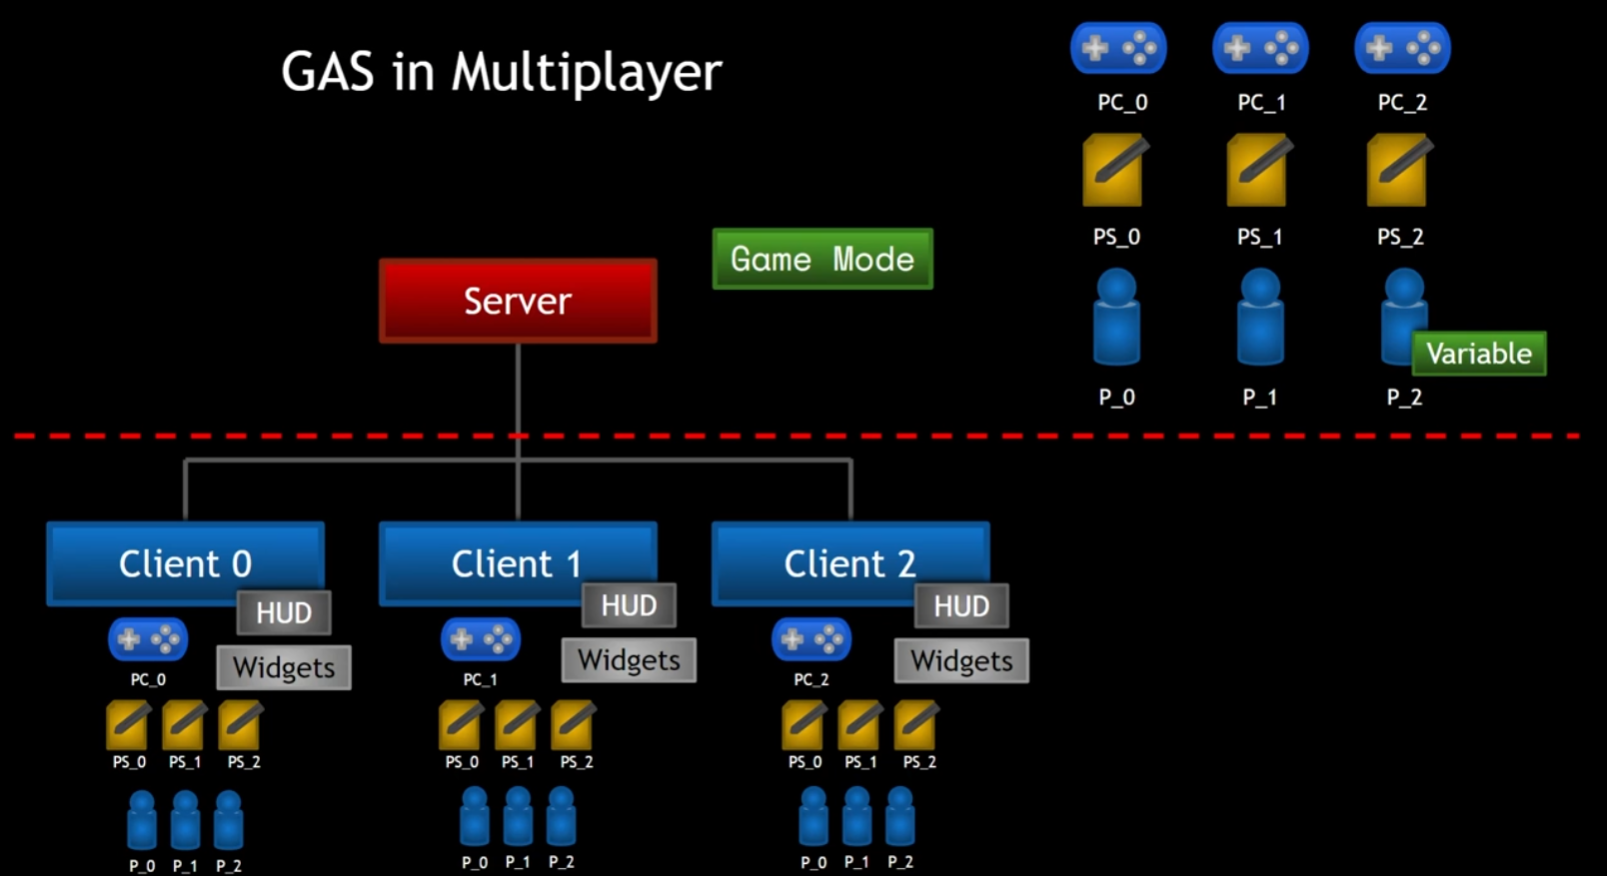 GAS in Multiplayer
PC_0
PC_1
PC_2
PS_0
PS_1
PS_2
Game Mode
Server
Variable
P_0
P_1
P_2
Client 0
HUD
Widgets
PC_0
PS_0
PS_1
PS_2
P_0
P_1
P_2
Client 1
HUD
Widgets
PC_1
PS_0
PS_1
PS_2
P_0
P_1
P_2
Client 2
HUD
Widgets
PC_2
PS_0
PS_1
PS_2
P_0
P_1
P_2